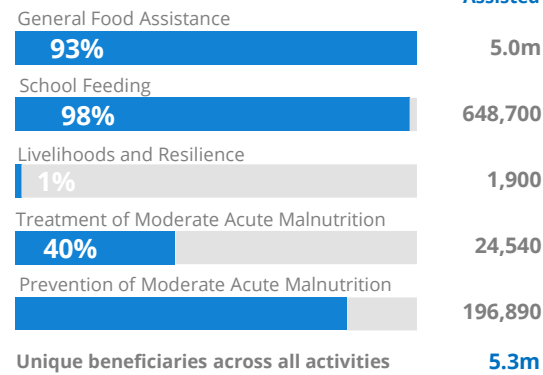 Assisted
General Food Assistance
93% 5.0m
School Feeding
98% 648,700
Livelihoods and Resilience
1% 1,900
Treatment of Moderate Acute Malnutrition
40% 24,540
Prevention of Moderate Acute Malnutrition
196,890
Unique beneficiaries across all activities 5.3m